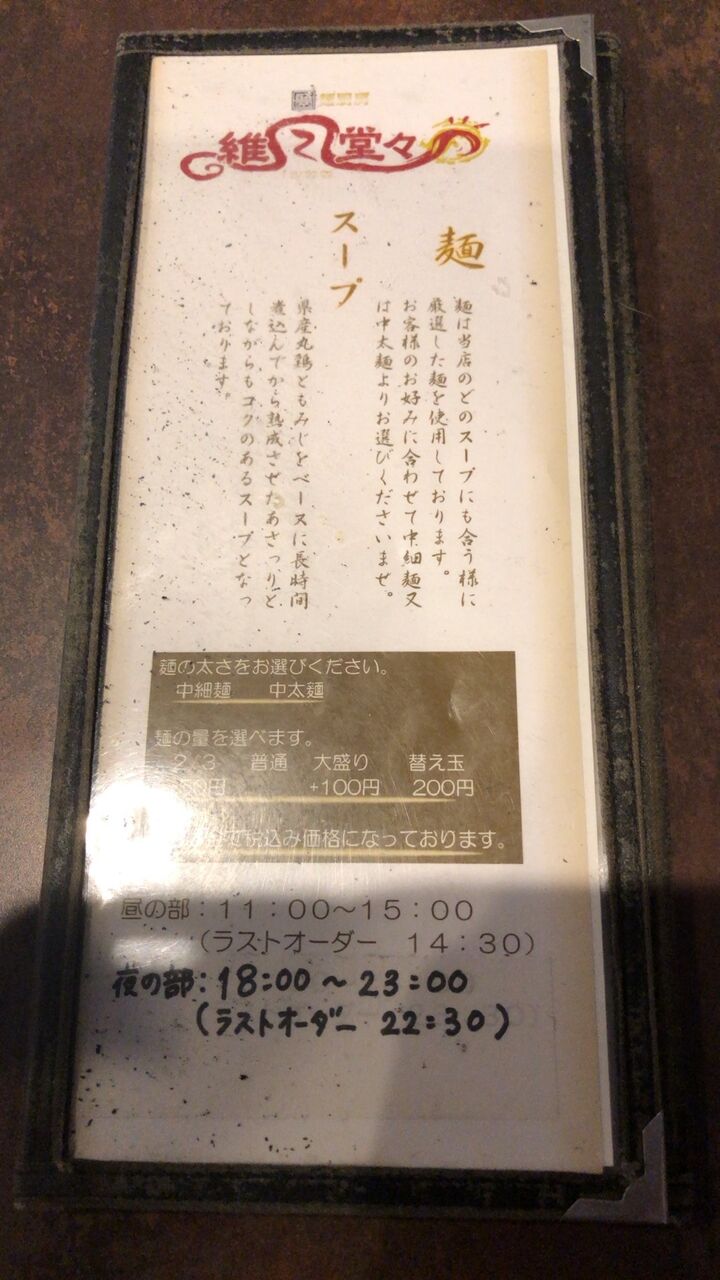 維て堂々
麺
麺は当店のどのスープにも合う様に
厳選した麺を使用しております。
お客様のお好みに合わせて中細麺又
は中太麺よりお選びくださいませ。
スープ
県産丸鶏ともみじをベースに長時間
煮込んでから熟成させたあさっりと
しながらもコクのあるスープとなっ
ております。
麺の太さをお選びください。
中細麺 中太麺
麺の量を選べます。
2/3 普通 大盛り 替え玉
円 +100円 200円
税込み価格になっております。
昼の部：11：00～15：00
（ラストオーダー 14：30）
夜の部：18:00～23:00
（ラストオーダー 22:30）